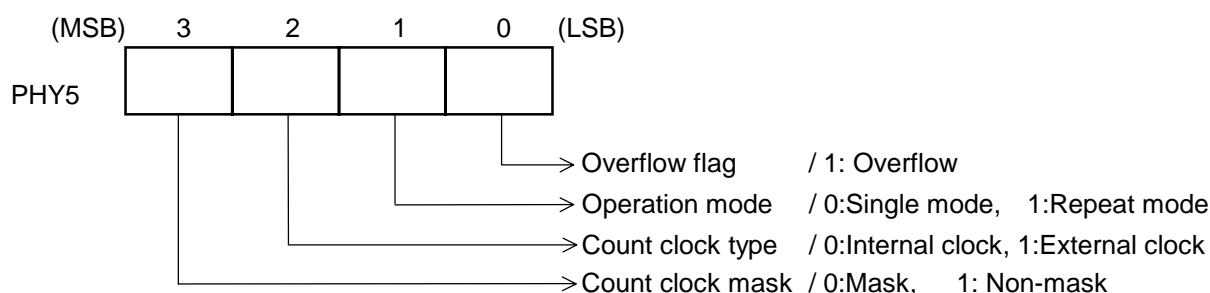 (MSB) 3 2 1 0 (LSB)
PHY5
Overflow flag / 1: Overflow
Operation mode / 0:Single mode, 1:Repeat mode
Count clock type / 0:Internal clock, 1:External clock
Count clock mask / 0:Mask, 1: Non-mask